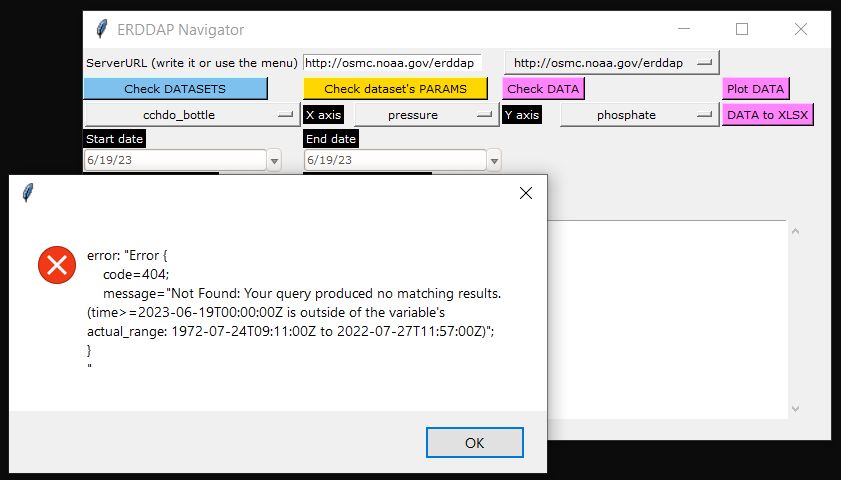 ERDDAP Navigator
ServerURL (write it or use the menu) http://osmc.noaa.gov/erddap http://osmc.noaa.gov/erddap
Check DATASETS Check dataset's PARAMS Check DATA Plot DATA
cchdo_bottle X axis pressure Y axis phosphate DATA to XLSX
Start date End date
6/19/23 6/19/23
error: "Error {
code=404;
message="Not Found: Your query produced no matching results.
(time>=2023-06-19T00:00:00Z is outside of the variable's
actual_range: 1972-07-24T09:11:00Z to 2022-07-27T11:57:00Z)";
}
"
OK